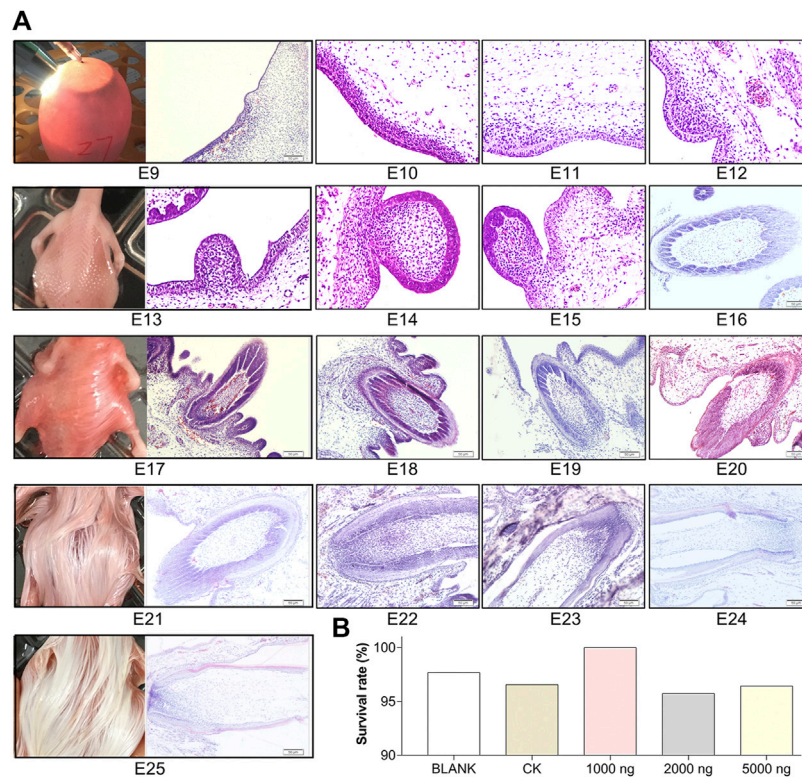 A
E9
E10
E11
E12
E13
E14
E15
E16
E17
E18
E19
E20
E21
E22
E23
E24
E25
B
Survival rate (%)
100
95
90
BLANK
CK
1000 ng
2000 ng
5000 ng